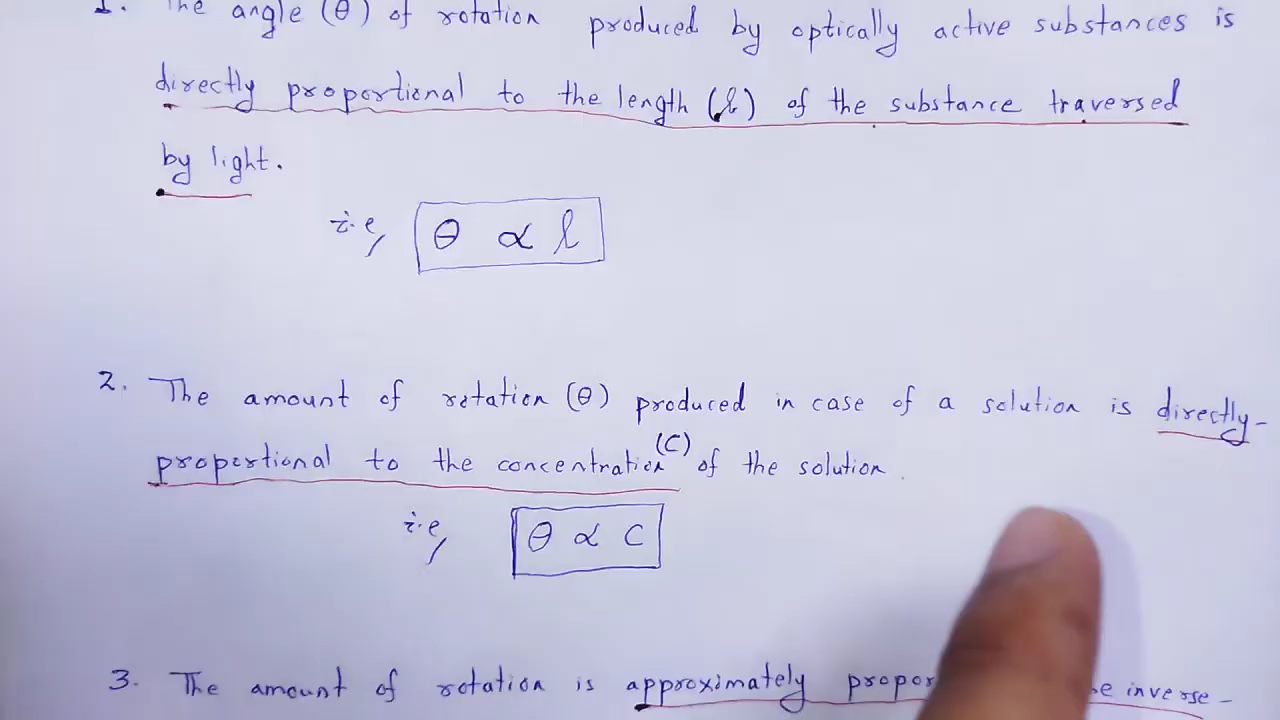 1. The angle (θ) of rotation produced by optically active substances is
directly proportional to the length (l) of the substance traversed
by light.
i.e, θ ∝ l
2. The amount of rotation (θ) produced in case of a solution is directly-
(C)
proportional to the concentration of the solution.
i.e, θ ∝ C
3. The amount of rotation is approximately inverse-